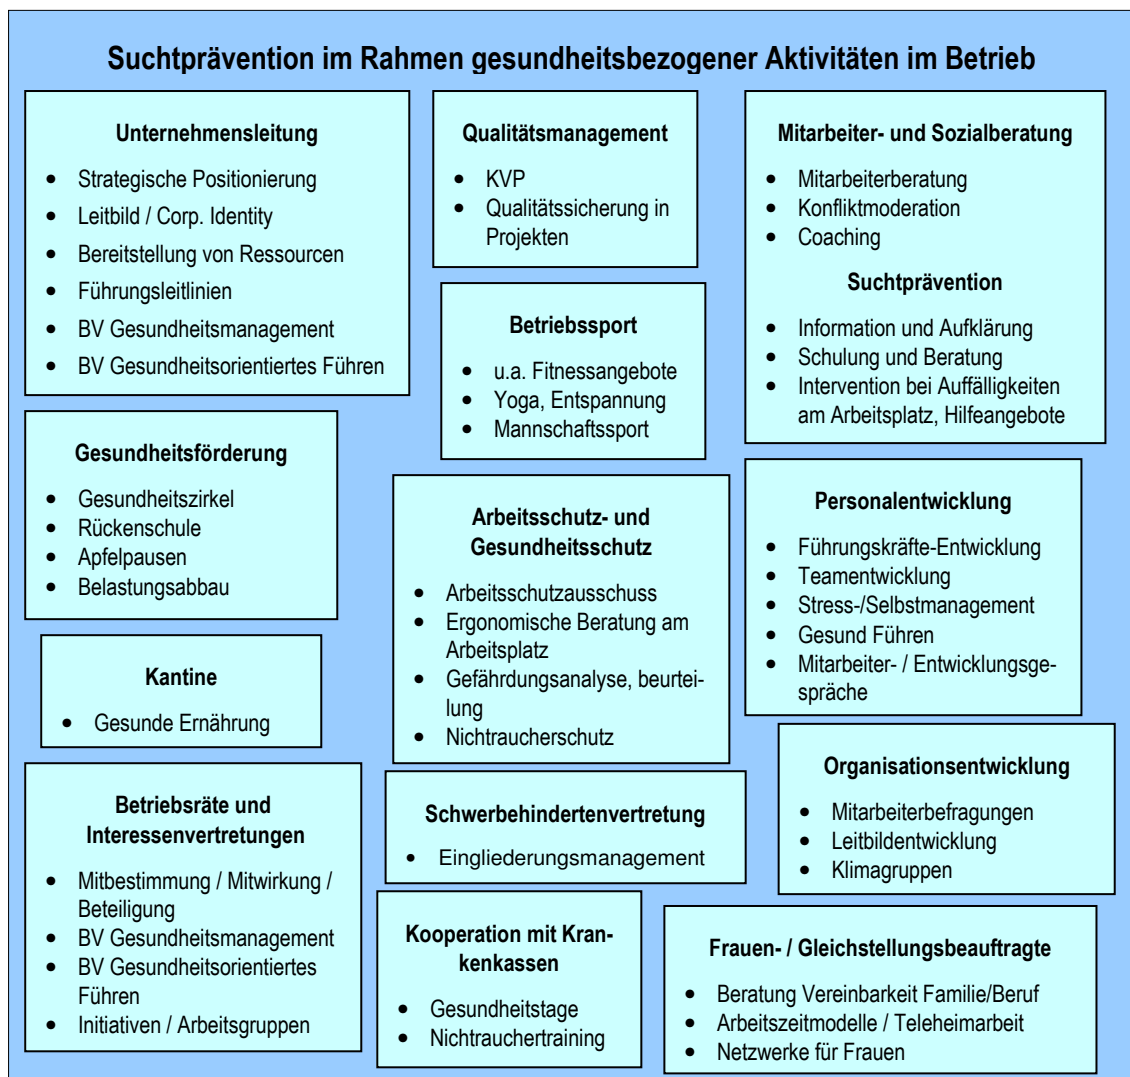 Suchtprävention im Rahmen gesundheitsbezogener Aktivitäten im Betrieb
Unternehmensleitung
• Strategische Positionierung
• Leitbild / Corp. Identity
• Bereitstellung von Ressourcen
• Führungsleitlinien
• BV Gesundheitsmanagement
• BV Gesundheitsorientiertes Führen
Qualitätsmanagement
• KVP
• Qualitätssicherung in
Projekten
Mitarbeiter- und Sozialberatung
• Mitarbeiterberatung
• Konfliktmoderation
• Coaching
Suchtprävention
• Information und Aufklärung
• Schulung und Beratung
• Intervention bei Auffälligkeiten
am Arbeitsplatz, Hilfeangebote
Betriebssport
• u.a. Fitnessangebote
• Yoga, Entspannung
• Mannschaftssport
Gesundheitsförderung
• Gesundheitszirkel
• Rückenschule
• Apfelpausen
• Belastungsabbau
Arbeitsschutz- und
Gesundheitsschutz
• Arbeitsschutzausschuss
• Ergonomische Beratung am
Arbeitsplatz
• Gefährdungsanalyse, beurtei-
lung
• Nichtraucherschutz
Personalentwicklung
• Führungskräfte-Entwicklung
• Teamentwicklung
• Stress-/Selbstmanagement
• Gesund Führen
• Mitarbeiter- / Entwicklungsge-
spräche
Kantine
• Gesunde Ernährung
Organisationsentwicklung
• Mitarbeiterbefragungen
• Leitbildentwicklung
• Klimagruppen
Betriebsräte und
Interessenvertretungen
• Mitbestimmung / Mitwirkung /
Beteiligung
• BV Gesundheitsmanagement
• BV Gesundheitsorientiertes
Führen
• Initiativen / Arbeitsgruppen
Schwerbehindertenvertretung
• Eingliederungsmanagement
Kooperation mit Kran-
kenkassen
• Gesundheitstage
• Nichtrauchertraining
Frauen- / Gleichstellungsbeauftragte
• Beratung Vereinbarkeit Familie/Beruf
• Arbeitszeitmodelle / Teleheimarbeit
• Netzwerke für Frauen